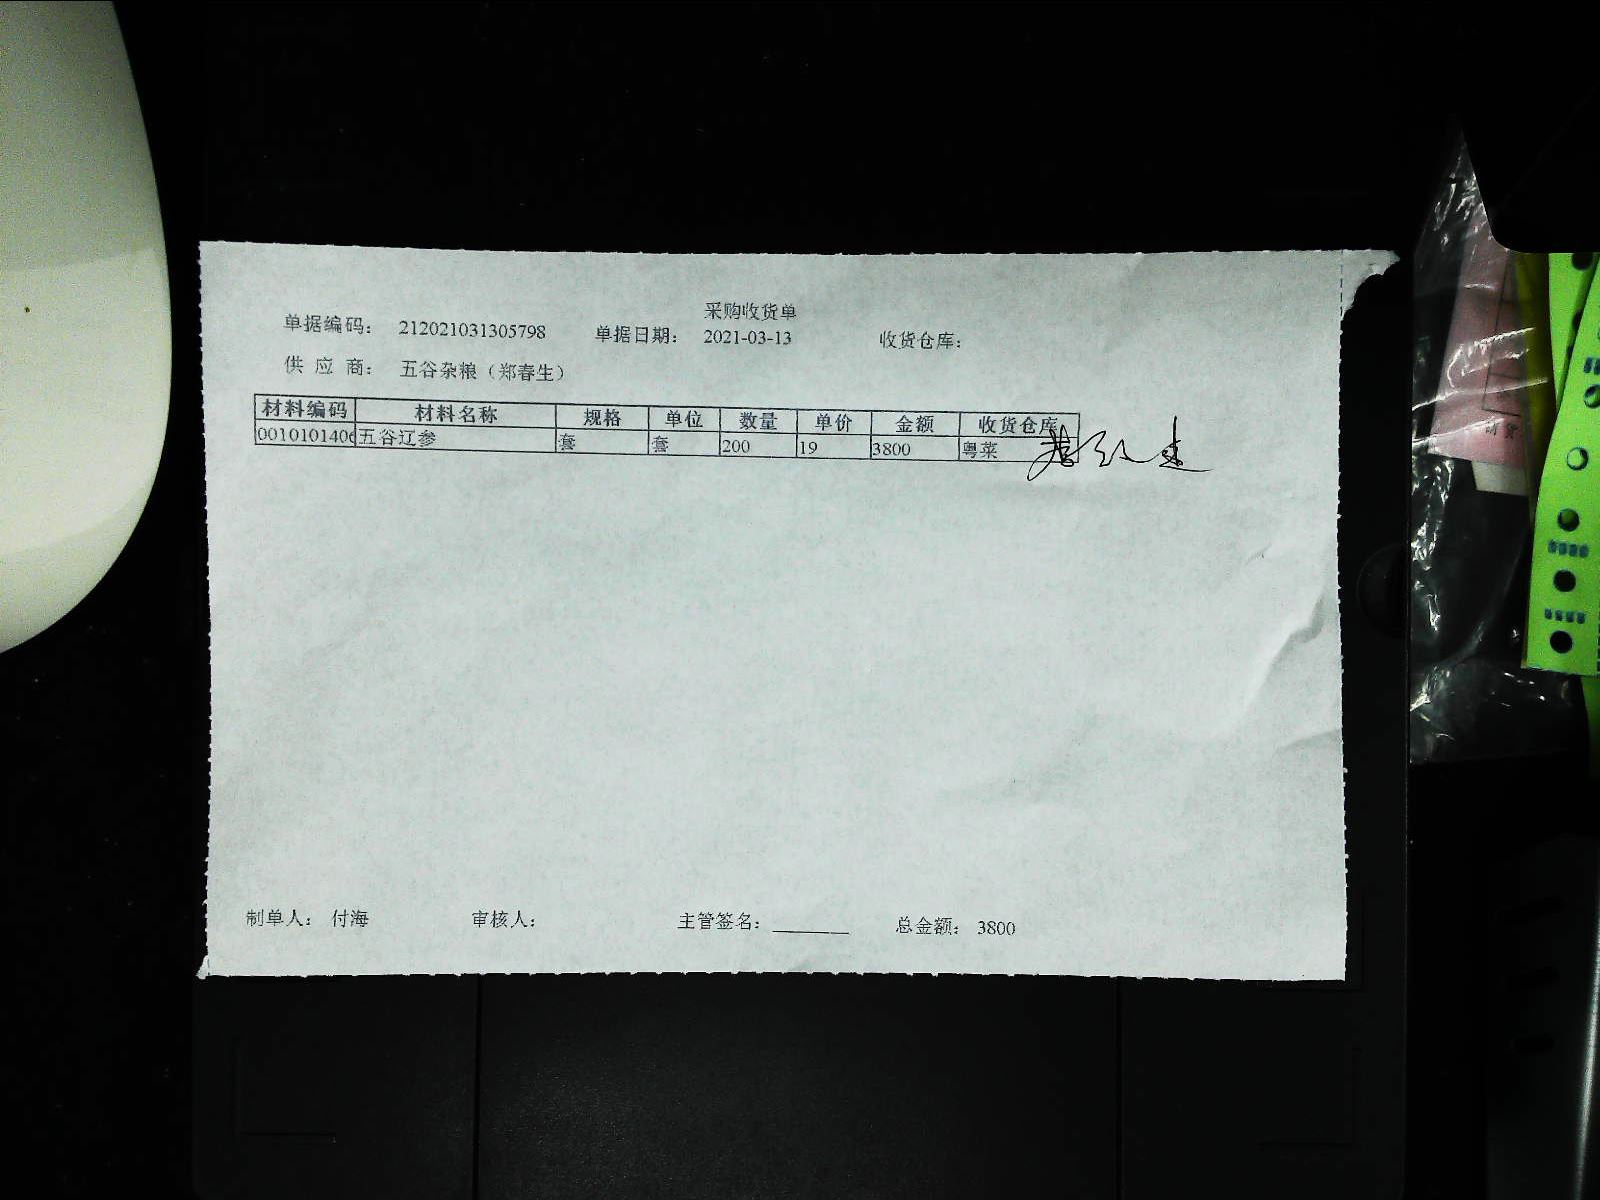 采购收货单
单据编码： 212021031305798 单据日期： 2021-03-13 收货仓库：
供 应 商： 五谷杂粮（郑春生）
材料编码 材料名称 规格 单位 数量 单价 金额 收货仓库
0010101406 五谷辽参 套 套 200 19 3800 粤菜
制单人： 付海 审核人： 主管签名： 总金额： 3800